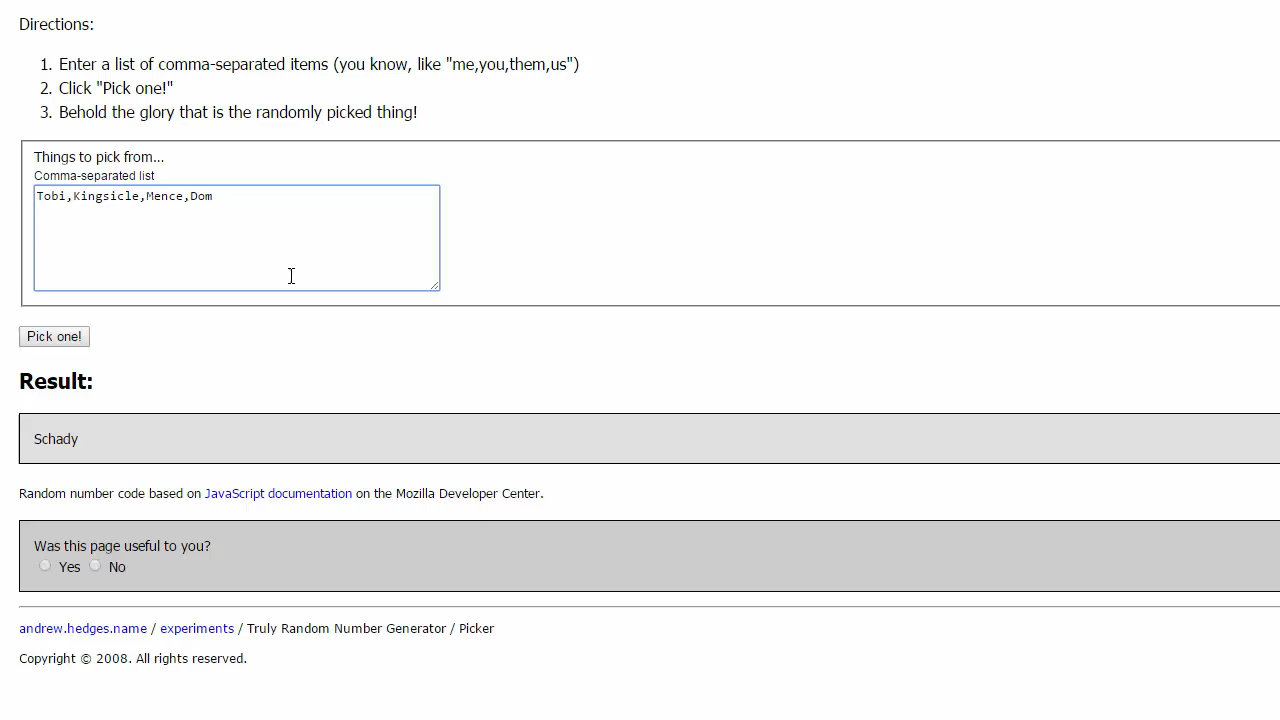 Directions:
1. Enter a list of comma-separated items (you know, like "me,you,them,us")
2. Click "Pick one!"
3. Behold the glory that is the randomly picked thing!
Things to pick from...
Comma-separated list
Tobi,Kingsicle,Mence,Dom
Pick one!
Result:
Schady
Random number code based on JavaScript documentation on the Mozilla Developer Center.
Was this page useful to you?
Yes No
andrew.hedges.name / experiments / Truly Random Number Generator / Picker
Copyright © 2008. All rights reserved.